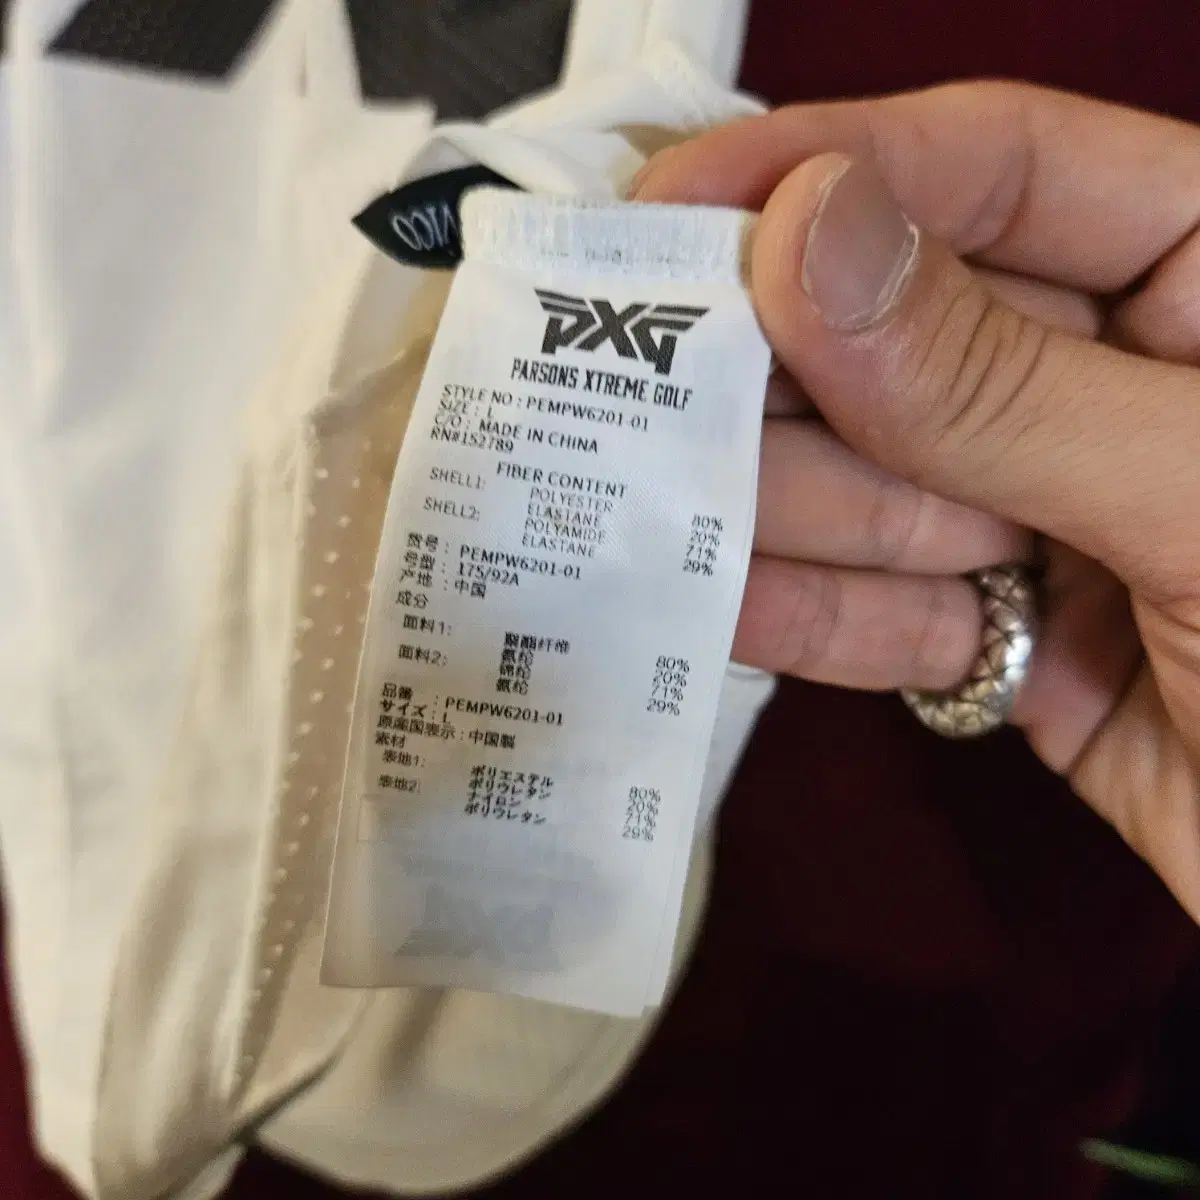 VICO
PXG
PARSONS XTREME GOLF
STYLE NO : PEMPW6201-01
SIZE : L
C/O : MADE IN CHINA
RN#152789
FIBER CONTENT
SHELL1: POLYESTER 80%
ELASTANE 20%
SHELL2: POLYAMIDE 71%
ELASTANE 29%
货号 : PEMPW6201-01
号型 : 175/92A
产地 : 中国
成分
面料1: 聚酯纤维 80%
氨纶 20%
面料2: 锦纶 71%
氨纶 29%
品番 : PEMPW6201-01
サイズ : L
原産国表示 : 中国製
素材
表地1: ポリエステル 80%
ポリウレタン 20%
表地2: ナイロン 71%
ポリウレタン 29%